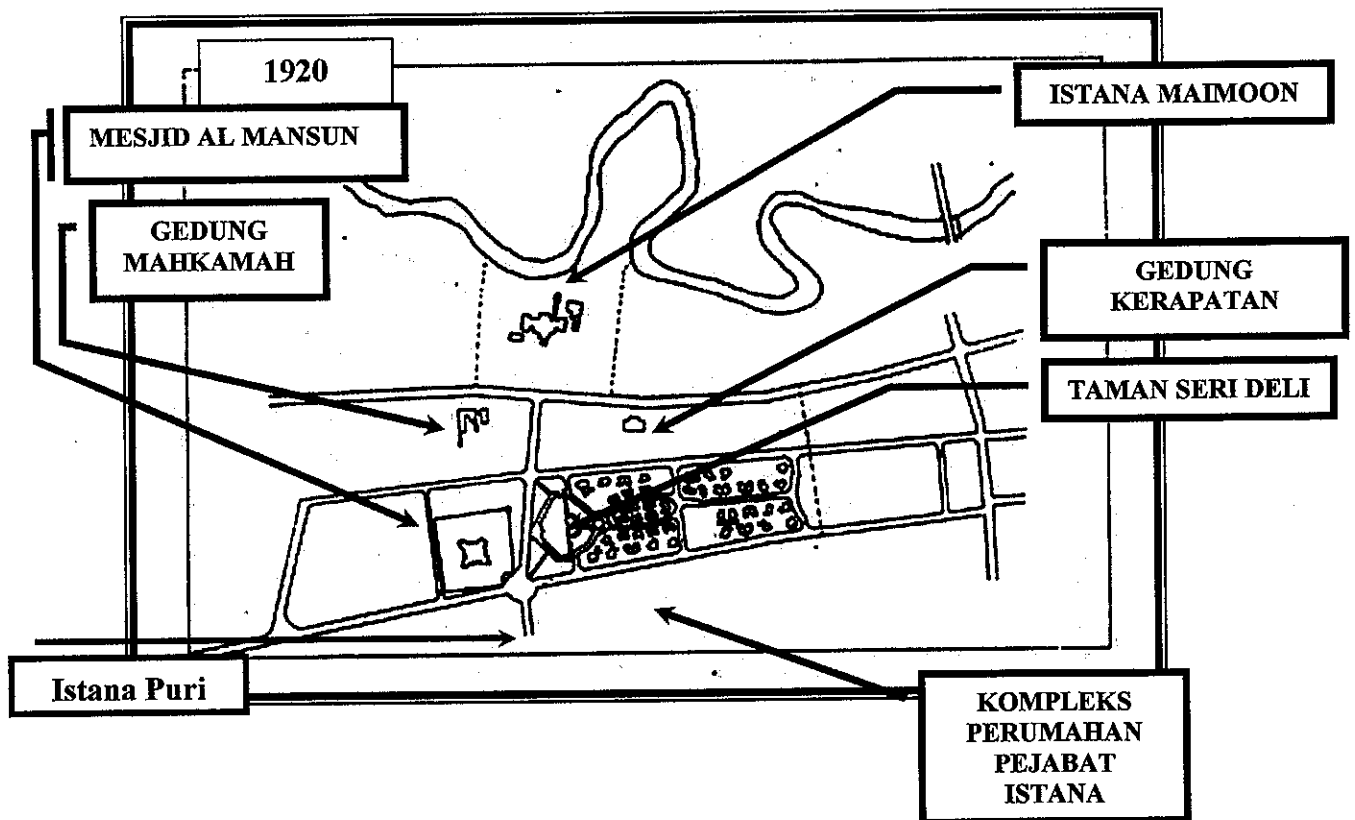 1920
MESJID AL MANSUN
GEDUNG
MAHKAMAH
ISTANA MAIMOON
GEDUNG
KERAPATAN
TAMAN SERI DELI
Istana Puri
KOMPLEKS
PERUMAHAN
PEJABAT
ISTANA